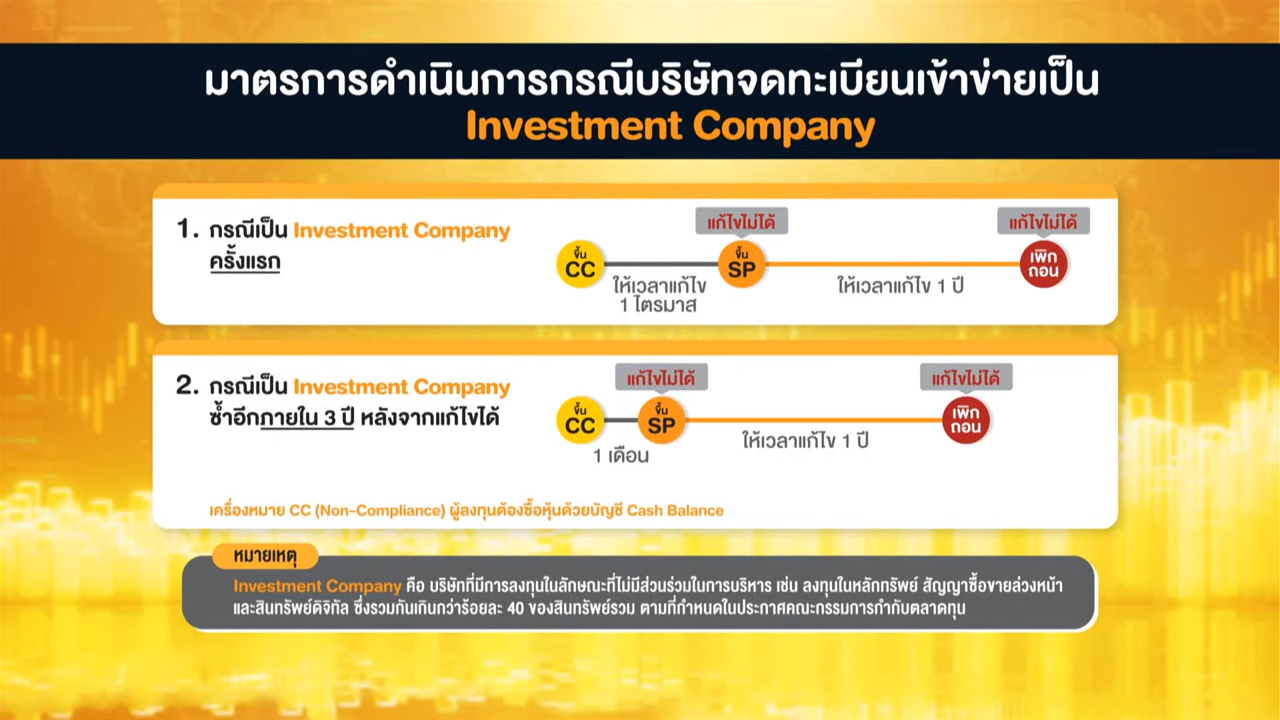 มาตรการดำเนินการกรณีบริษัทจดทะเบียนเข้าข่ายเป็น
Investment Company
1. กรณีเป็น Investment Company
ครั้งแรก
ขึ้น
CC
ให้เวลาแก้ไข
1 ไตรมาส
แก้ไขไม่ได้
ขึ้น
SP
ให้เวลาแก้ไข 1 ปี
แก้ไขไม่ได้
เพิก
ถอน
2. กรณีเป็น Investment Company
ซ้ำอีกภายใน 3 ปี หลังจากแก้ไขได้
ขึ้น
CC
1 เดือน
แก้ไขไม่ได้
ขึ้น
SP
ให้เวลาแก้ไข 1 ปี
แก้ไขไม่ได้
เพิก
ถอน
เครื่องหมาย CC (Non-Compliance) ผู้ลงทุนต้องซื้อหุ้นด้วยบัญชี Cash Balance
หมายเหตุ
Investment Company คือ บริษัทที่มีการลงทุนในลักษณะที่ไม่มีส่วนร่วมในการบริหาร เช่น ลงทุนในหลักทรัพย์ สัญญาซื้อขายล่วงหน้า
และสินทรัพย์ดิจิทัล ซึ่งรวมกันเกินกว่าร้อยละ 40 ของสินทรัพย์รวม ตามที่กำหนดในประกาศคณะกรรมการกำกับตลาดทุน